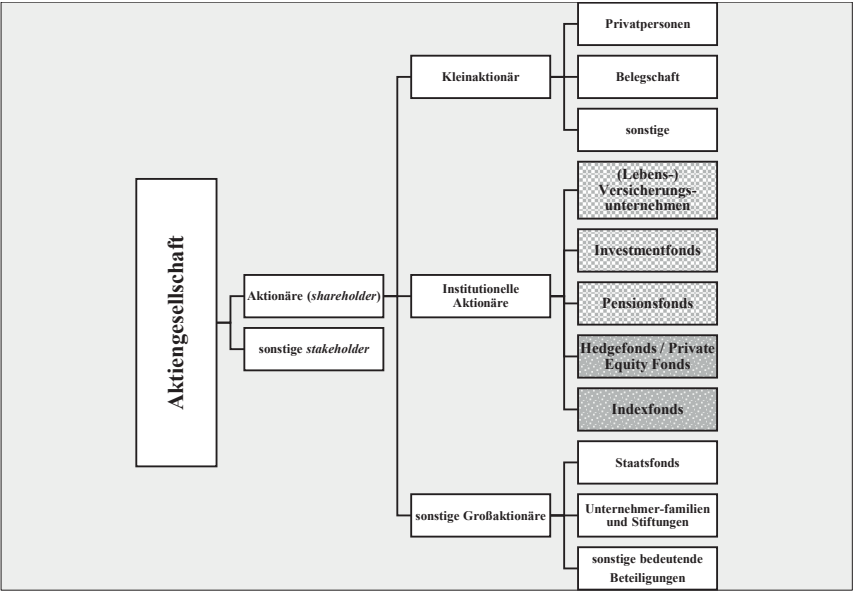 Aktiengesellschaft
Aktionäre (shareholder)
sonstige stakeholder
Kleinaktionär
Privatpersonen
Belegschaft
sonstige
Institutionelle
Aktionäre
(Lebens-)
Versicherungs-
unternehmen
Investmentfonds
Pensionsfonds
Hedgefonds / Private
Equity Fonds
Indexfonds
sonstige Großaktionäre
Staatsfonds
Unternehmer-familien
und Stiftungen
sonstige bedeutende
Beteiligungen